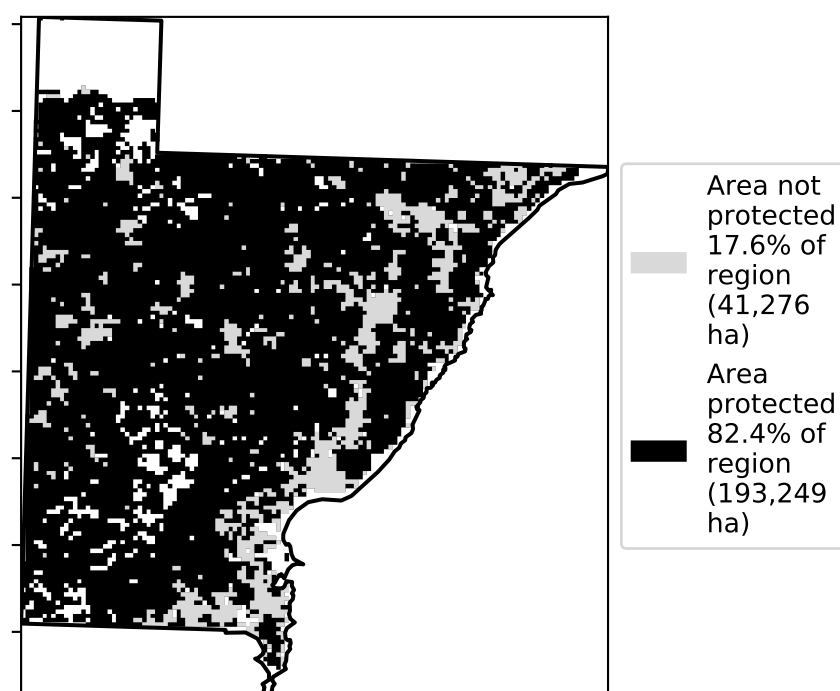 Area not
protected
17.6% of
region
(41,276
ha)
Area
protected
82.4% of
region
(193,249
ha)